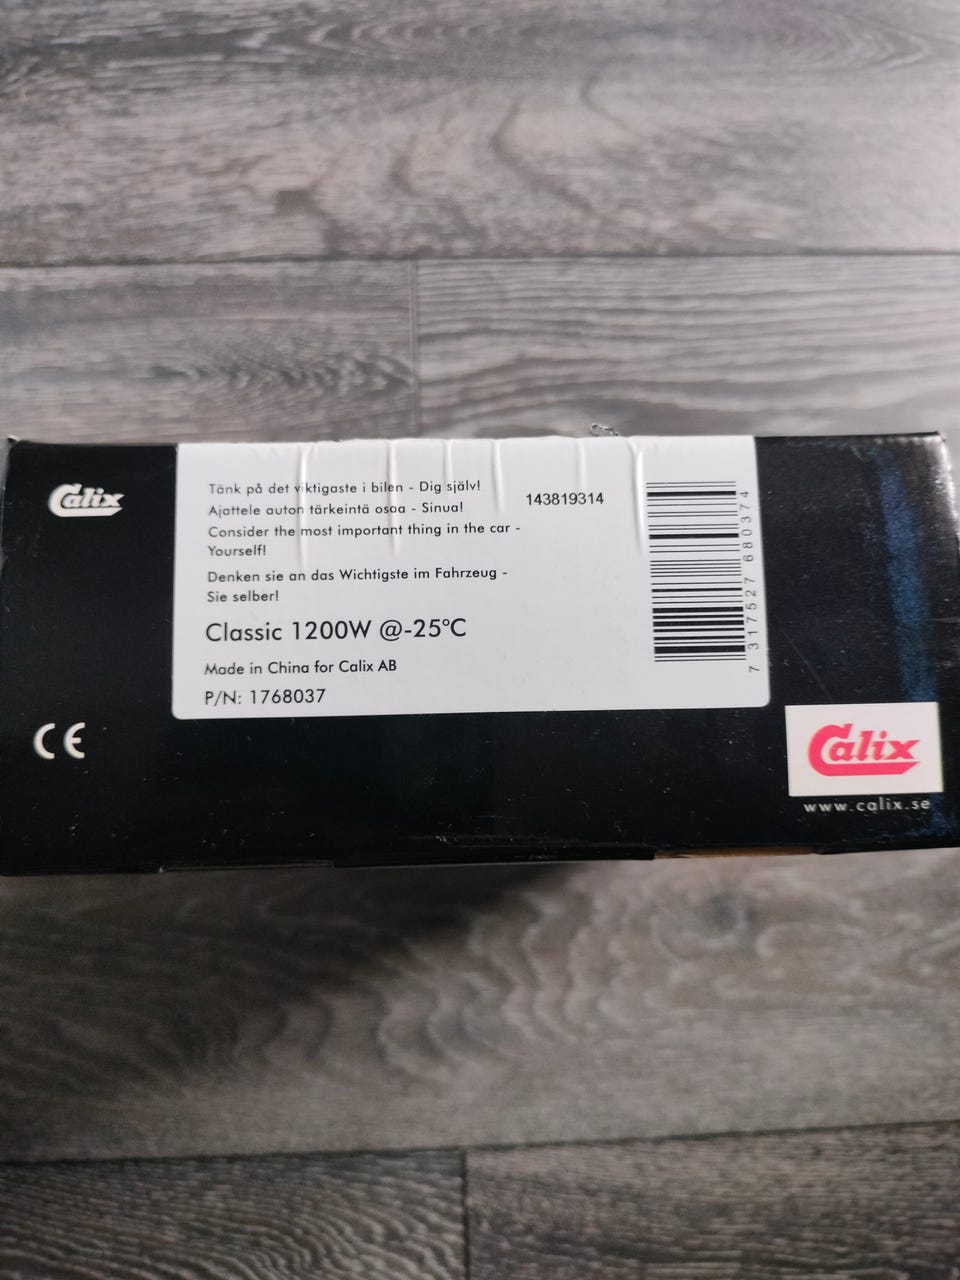 Calix
Tänk på det viktigaste i bilen - Dig själv!
Ajattele auton tärkeintä osaa - Sinua!
Consider the most important thing in the car -
Yourself!
Denken sie an das Wichtigste im Fahrzeug -
Sie selber!
Classic 1200W @-25°C
Made in China for Calix AB
P/N: 1768037
143819314
7 317527 680374
CE
Calix
www.calix.se